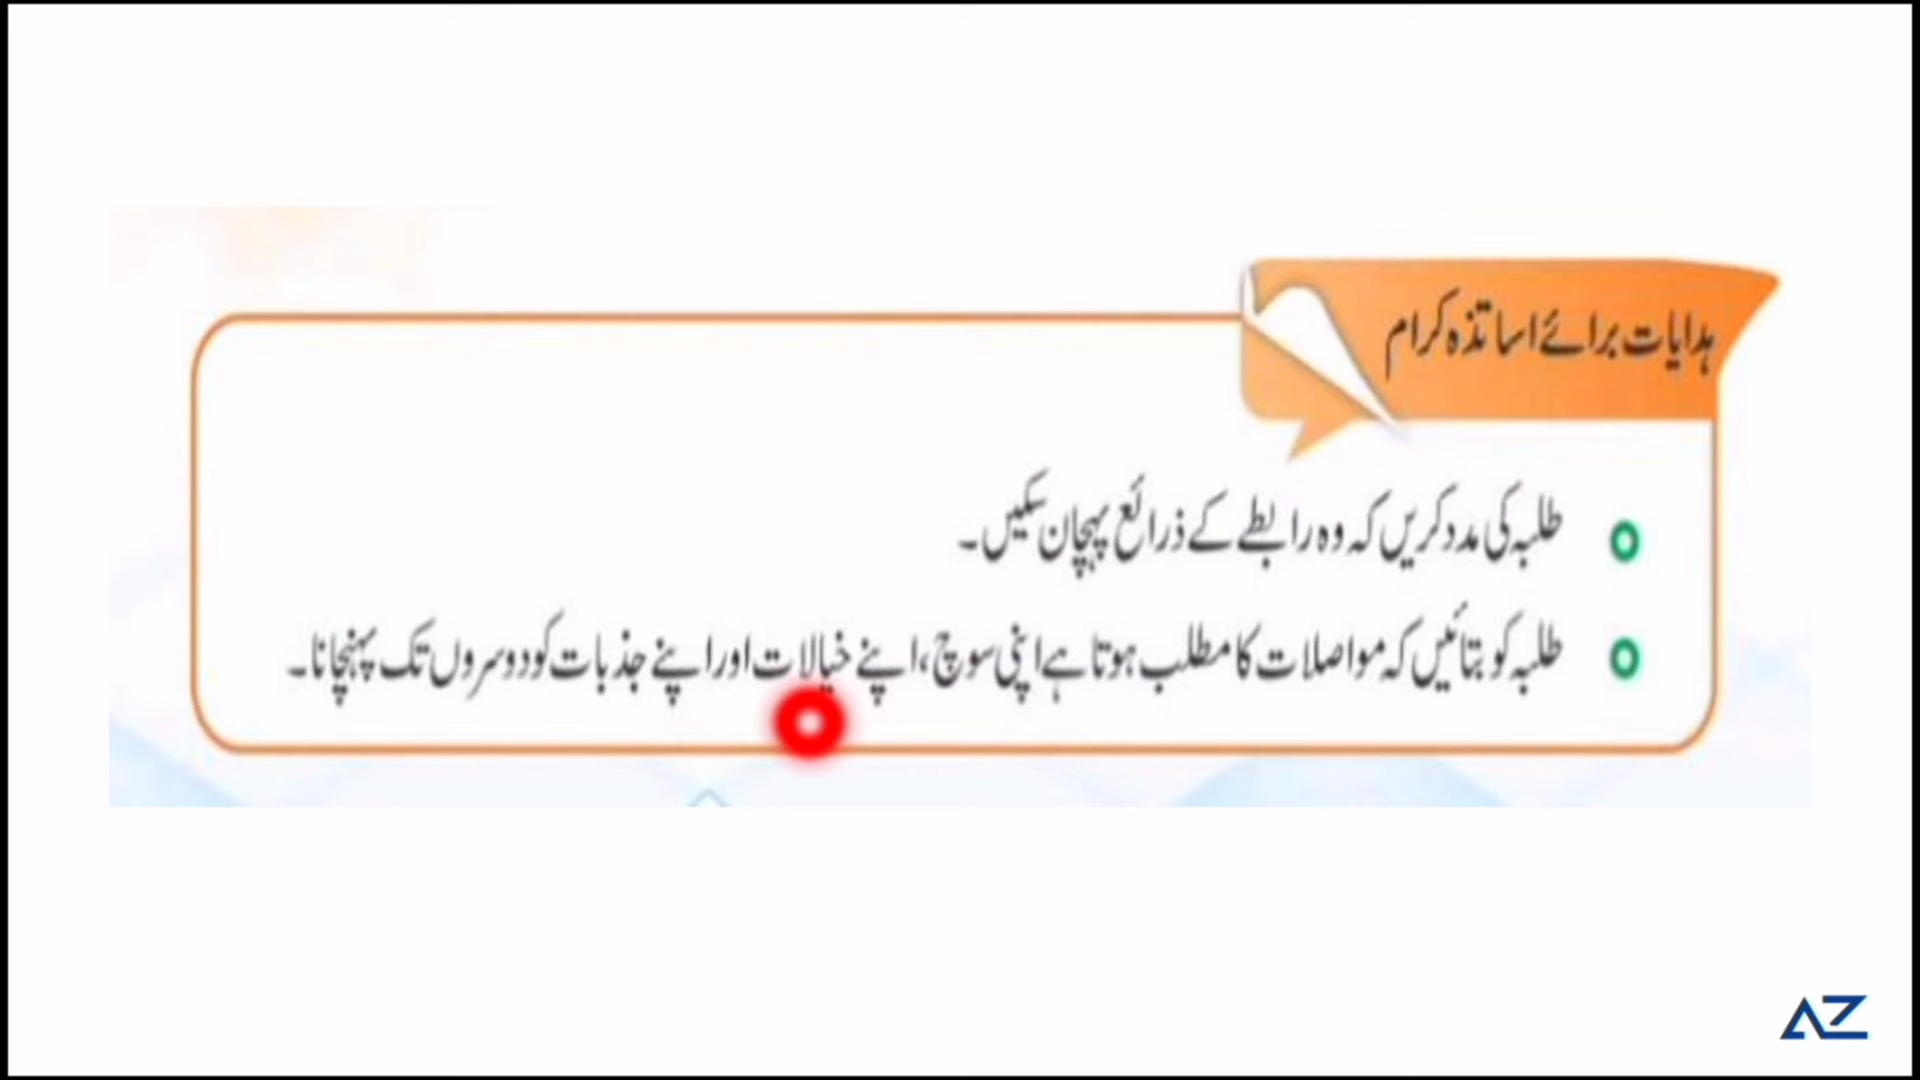 ہدایات برائے اساتذہ کرام
طلبہ کی مدد کریں کہ وہ رابطے کے ذرائع پہچان سکیں۔
طلبہ کو بتائیں کہ مواصلات کا مطلب ہوتا ہے اپنی سوچ، اپنے خیالات اور اپنے جذبات کو دوسروں تک پہنچانا۔
AZ